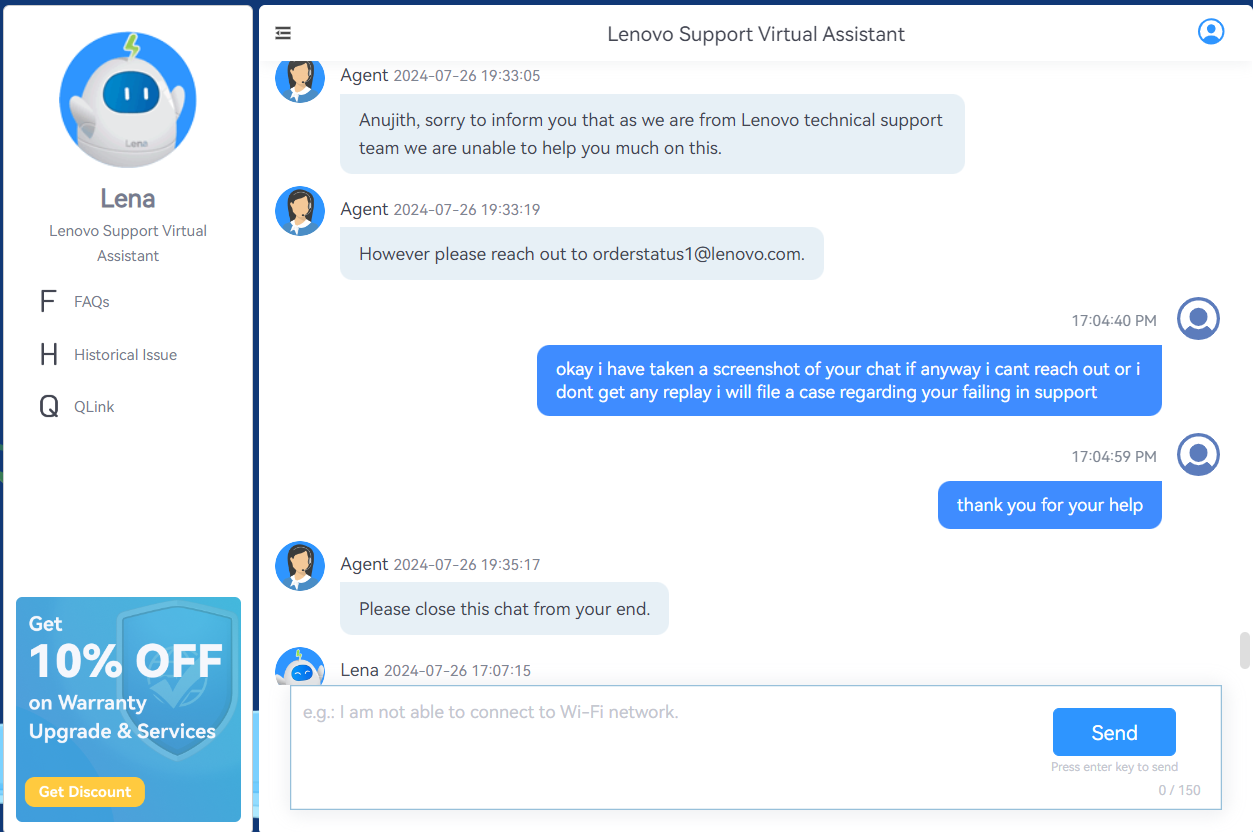 Lena
Lena
Lenovo Support Virtual
Assistant
F FAQs
H Historical Issue
Q QLink
Get
10% OFF
on Warranty
Upgrade & Services
Get Discount
Lenovo Support Virtual Assistant
Agent 2024-07-26 19:33:05
Anujith, sorry to inform you that as we are from Lenovo technical support
team we are unable to help you much on this.
Agent 2024-07-26 19:33:19
However please reach out to orderstatus1@lenovo.com.
17:04:40 PM
okay i have taken a screenshot of your chat if anyway i cant reach out or i
dont get any replay i will file a case regarding your failing in support
17:04:59 PM
thank you for your help
Agent 2024-07-26 19:35:17
Please close this chat from your end.
Lena 2024-07-26 17:07:15
e.g.: I am not able to connect to Wi-Fi network.
Send
Press enter key to send
0 / 150